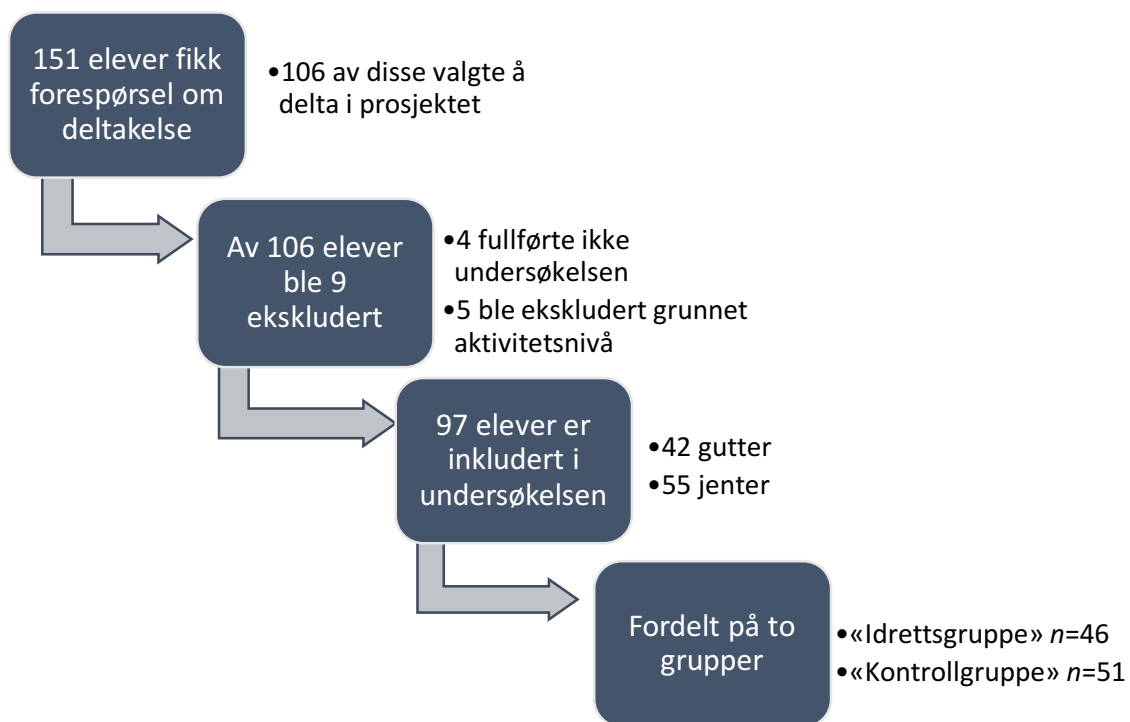 151 elever fikk
forespørsel om
deltakelse
•106 av disse valgte å
delta i prosjektet
Av 106 elever
ble 9
ekskludert
•4 fullførte ikke
undersøkelsen
•5 ble ekskludert grunnet
aktivitetsnivå
97 elever er
inkludert i
undersøkelsen
•42 gutter
•55 jenter
Fordelt på to
grupper
•«Idrettsgruppe» n=46
•«Kontrollgruppe» n=51